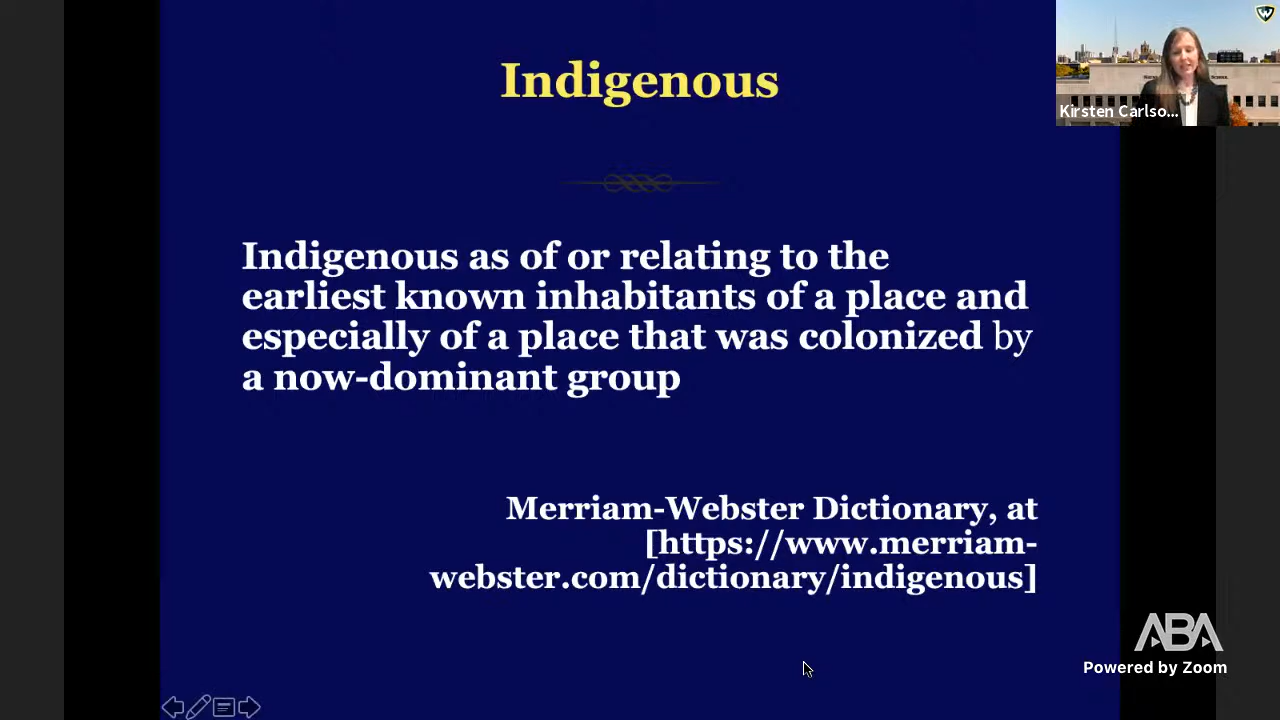 Indigenous
Kirsten Carlso...
Indigenous as of or relating to the
earliest known inhabitants of a place and
especially of a place that was colonized by
a now-dominant group
Merriam-Webster Dictionary, at
[https://www.merriam-
webster.com/dictionary/indigenous]
ABA
Powered by Zoom